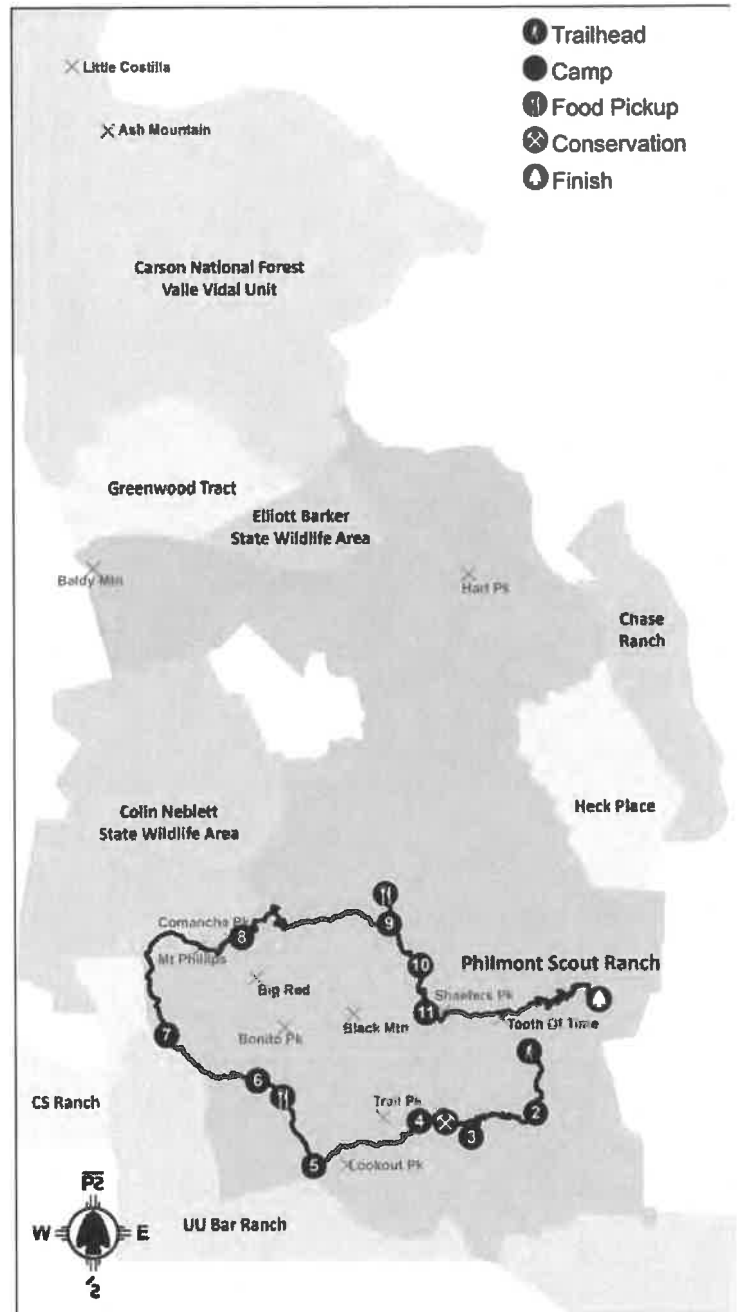 Trailhead
Camp
Food Pickup
Conservation
Finish
Little Costilla
Ash Mountain
Carson National Forest
Valle Vidal Unit
Greenwood Tract
Elliott Barker
State Wildlife Area
Baldy Mtn
Hart Pk
Chase
Ranch
Colin Neblett
State Wildlife Area
Heck Place
Comanche Pk
8
9
Mt Phillips
10
Philmont Scout Ranch
Big Red
Shaefers Pk
11
Black Mtn
Tooth Of Time
7
Bonito Pk
6
CS Ranch
Trail Pk
4
3
2
5
Lookout Pk
UU Bar Ranch
W
E